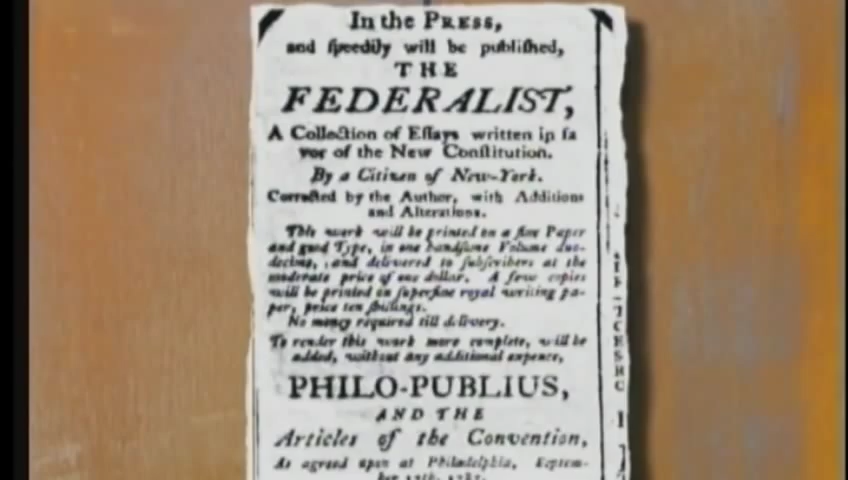 In the PRESS,
and ſpeedily will be publiſhed,
THE
FEDERALIST,
A Collection of Eſſays written in fa
vor of the New Conſtitution.
By a Citizen of New-York.
Corrected by the Author, with Additions
and Alterations.
This work will be printed on a fine Paper
and good Type, in one handſome Volume duo-
decimo, and delivered to ſubſcribers at the
moderate price of one dollar. A few copies
will be printed on ſuperfine royal writing pa-
per, price ten ſhillings.
No money required till delivery.
To render this work more complete, will be
added, without any additional expence,
PHILO-PUBLIUS,
AND THE
Articles of the Convention,
As agreed upon at Philadelphia, Septem-
ber 17th, 1787.